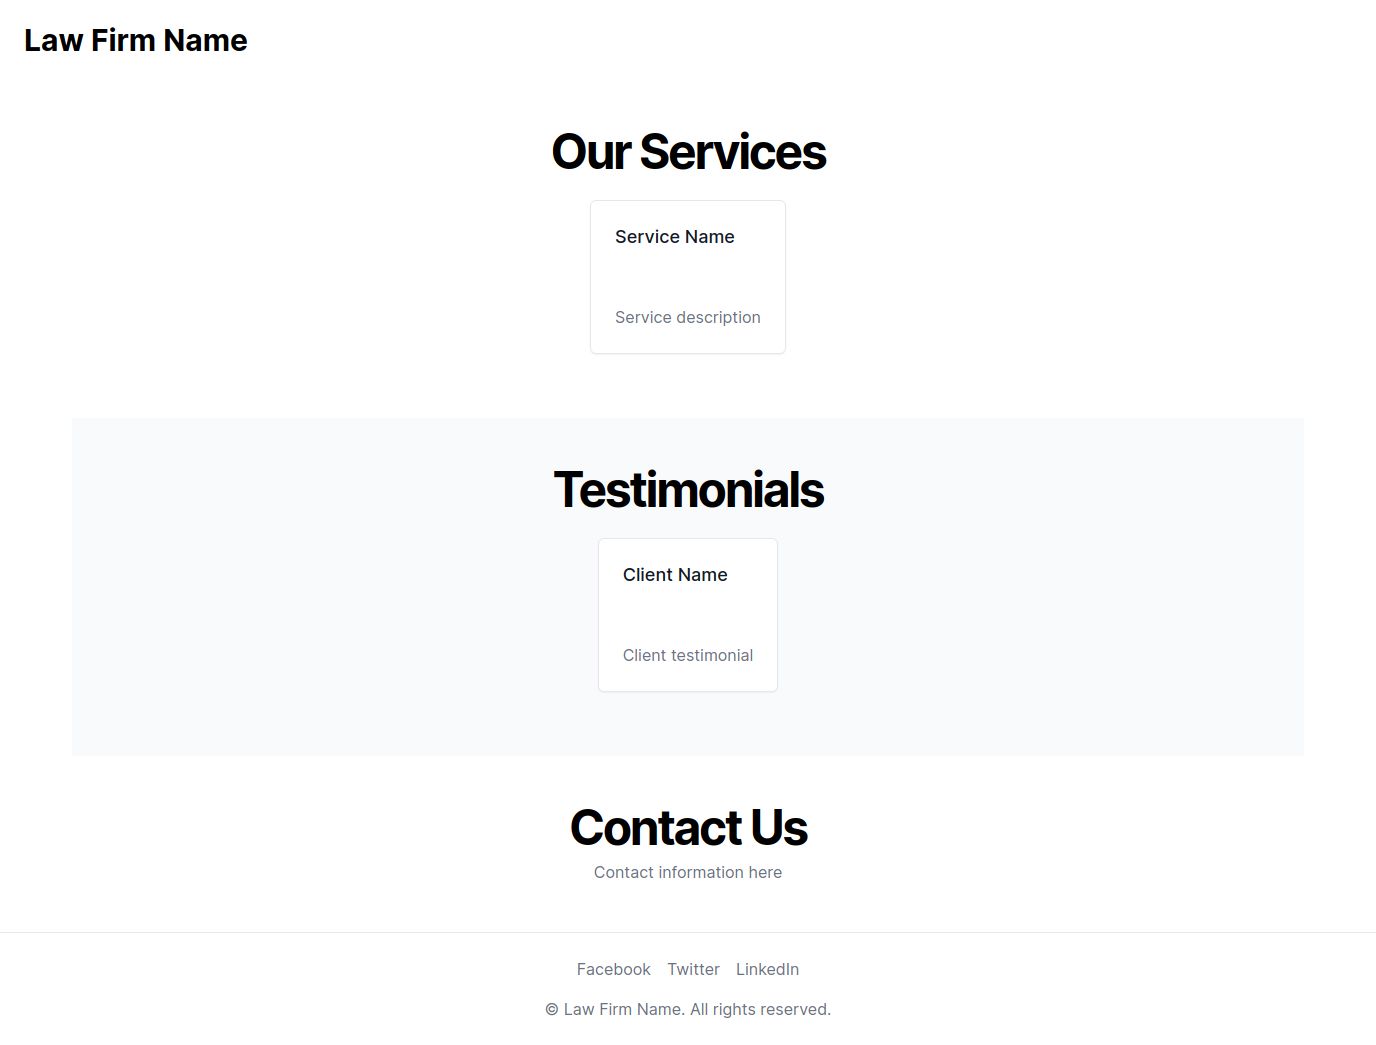 Law Firm Name
Our Services
Service Name
Service description
Testimonials
Client Name
Client testimonial
Contact Us
Contact information here
Facebook Twitter LinkedIn
© Law Firm Name. All rights reserved.